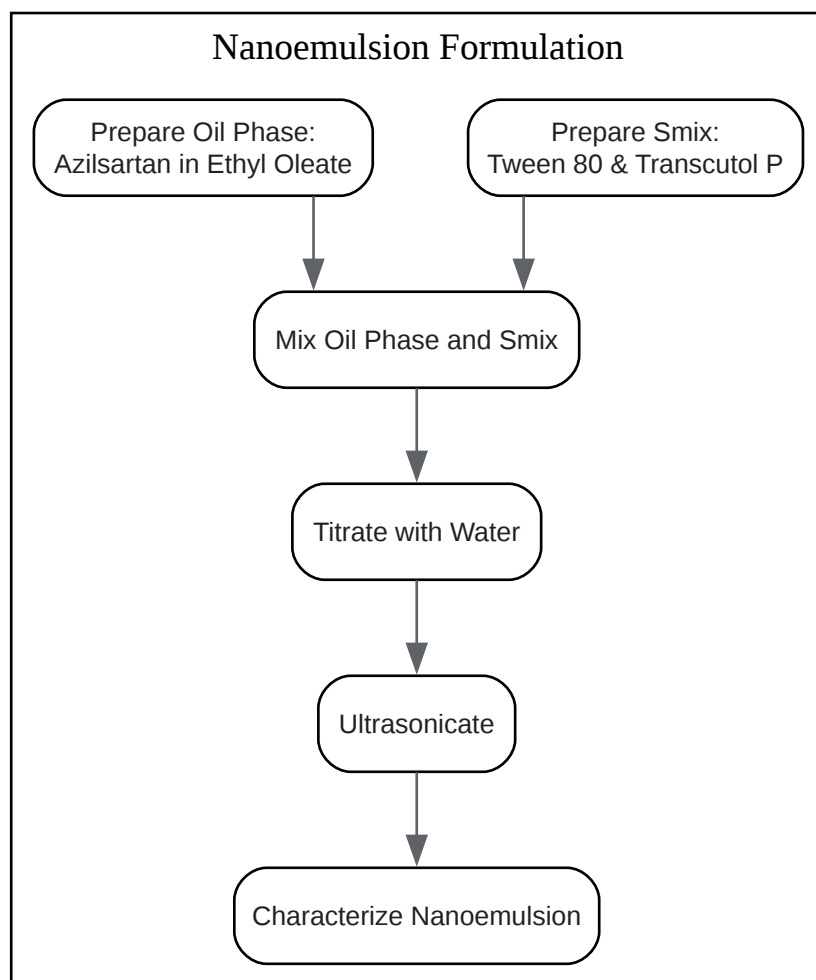 Nanoemulsion Formulation
Prepare Oil Phase:
Azilsartan in Ethyl Oleate
Prepare Smix:
Tween 80 & Transcutol P
Mix Oil Phase and Smix
Titrate with Water
Ultrasonicate
Characterize Nanoemulsion